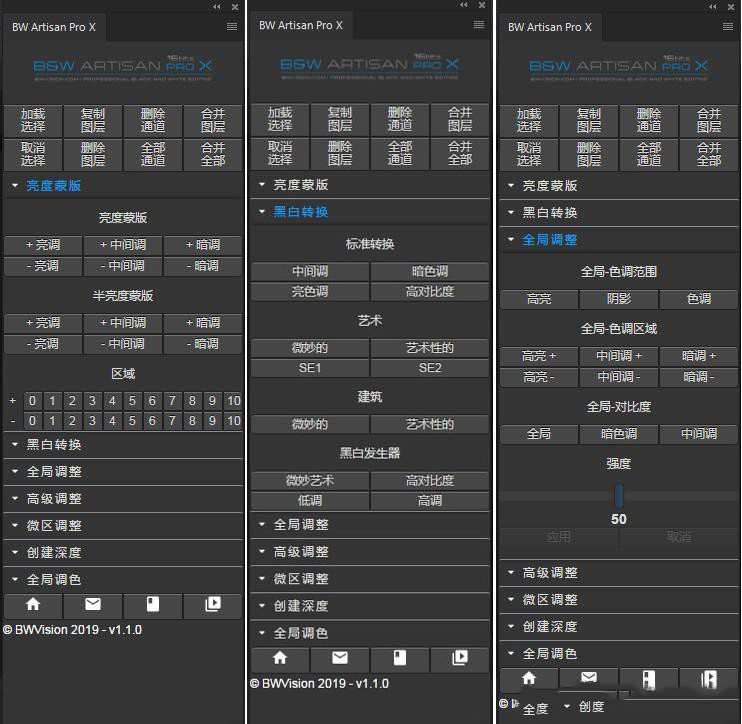 BW Artisan Pro X
B&W ARTISAN PRO X
16bits
BWVISION.COM | PROFESSIONAL BLACK AND WHITE EDITING
加载选择 复制图层 删除通道 合并图层
取消选择 删除图层 全部通道 合并全部
亮度蒙版
亮度蒙版
+ 亮调 + 中间调 + 暗调
- 亮调 - 中间调 - 暗调
半亮度蒙版
+ 亮调 + 中间调 + 暗调
- 亮调 - 中间调 - 暗调
区域
+ 0 1 2 3 4 5 6 7 8 9 10
- 0 1 2 3 4 5 6 7 8 9 10
黑白转换
全局调整
高级调整
微区调整
创建深度
全局调色
© BWVision 2019 - v1.1.0
BW Artisan Pro X
B&W ARTISAN PRO X
16bits
BWVISION.COM | PROFESSIONAL BLACK AND WHITE EDITING
加载选择 复制图层 删除通道 合并图层
取消选择 删除图层 全部通道 合并全部
亮度蒙版
黑白转换
标准转换
中间调 暗色调
亮色调 高对比度
艺术
微妙的 艺术性的
SE1 SE2
建筑
微妙的 艺术性的
黑白发生器
微妙艺术 高对比度
低调 高调
全局调整
高级调整
微区调整
创建深度
全局调色
© BWVision 2019 - v1.1.0
BW Artisan Pro X
B&W ARTISAN PRO X
16bits
BWVISION.COM | PROFESSIONAL BLACK AND WHITE EDITING
加载选择 复制图层 删除通道 合并图层
取消选择 删除图层 全部通道 合并全部
亮度蒙版
黑白转换
全局调整
全局-色调范围
高亮 阴影 色调
全局-色调区域
高亮 + 中间调 + 暗调 +
高亮 - 中间调 - 暗调 -
全局-对比度
全局 暗色调 中间调
强度
50
应用 取消
高级调整
微区调整
创建深度
全局调色
©
全度 创度